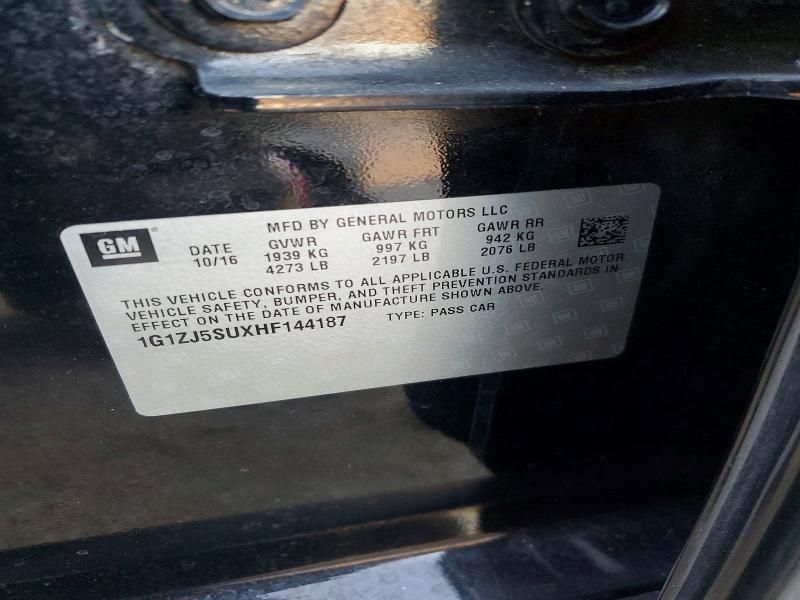 GM
MFD BY GENERAL MOTORS LLC
DATE GVWR GAWR FRT GAWR RR
10/16 1939 KG 997 KG 942 KG
4273 LB 2197 LB 2076 LB
THIS VEHICLE CONFORMS TO ALL APPLICABLE U.S. FEDERAL MOTOR
VEHICLE SAFETY, BUMPER, AND THEFT PREVENTION STANDARDS IN
EFFECT ON THE DATE OF MANUFACTURE SHOWN ABOVE.
1G1ZJ5SUXHF144187 TYPE: PASS CAR